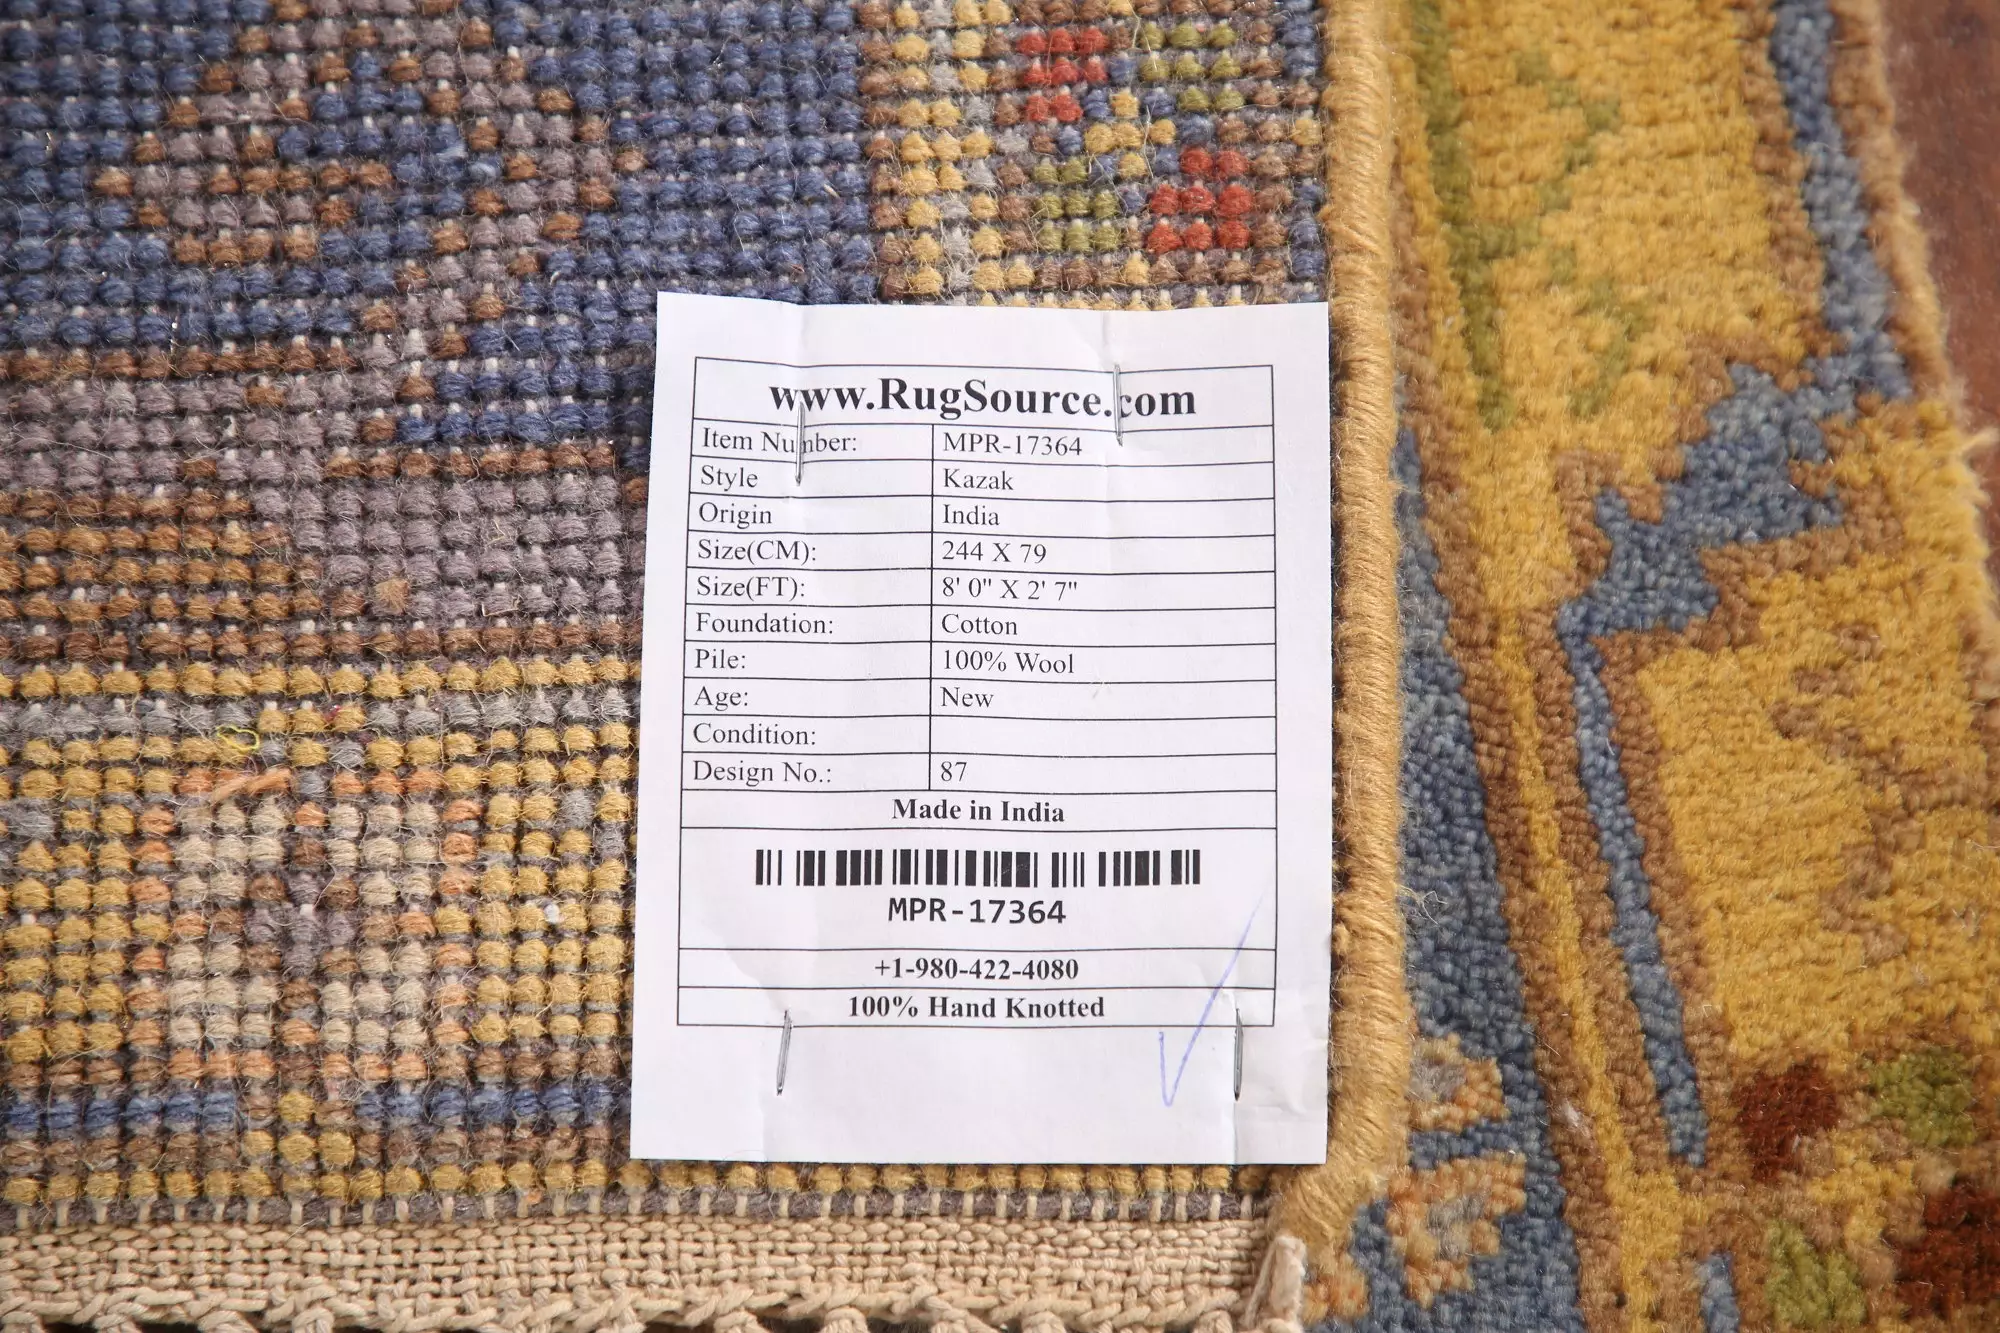 www.RugSource.com
Item Number: MPR-17364
Style Kazak
Origin India
Size(CM): 244 X 79
Size(FT): 8' 0" X 2' 7"
Foundation: Cotton
Pile: 100% Wool
Age: New
Condition:
Design No.: 87
Made in India
MPR-17364
+1-980-422-4080
100% Hand Knotted